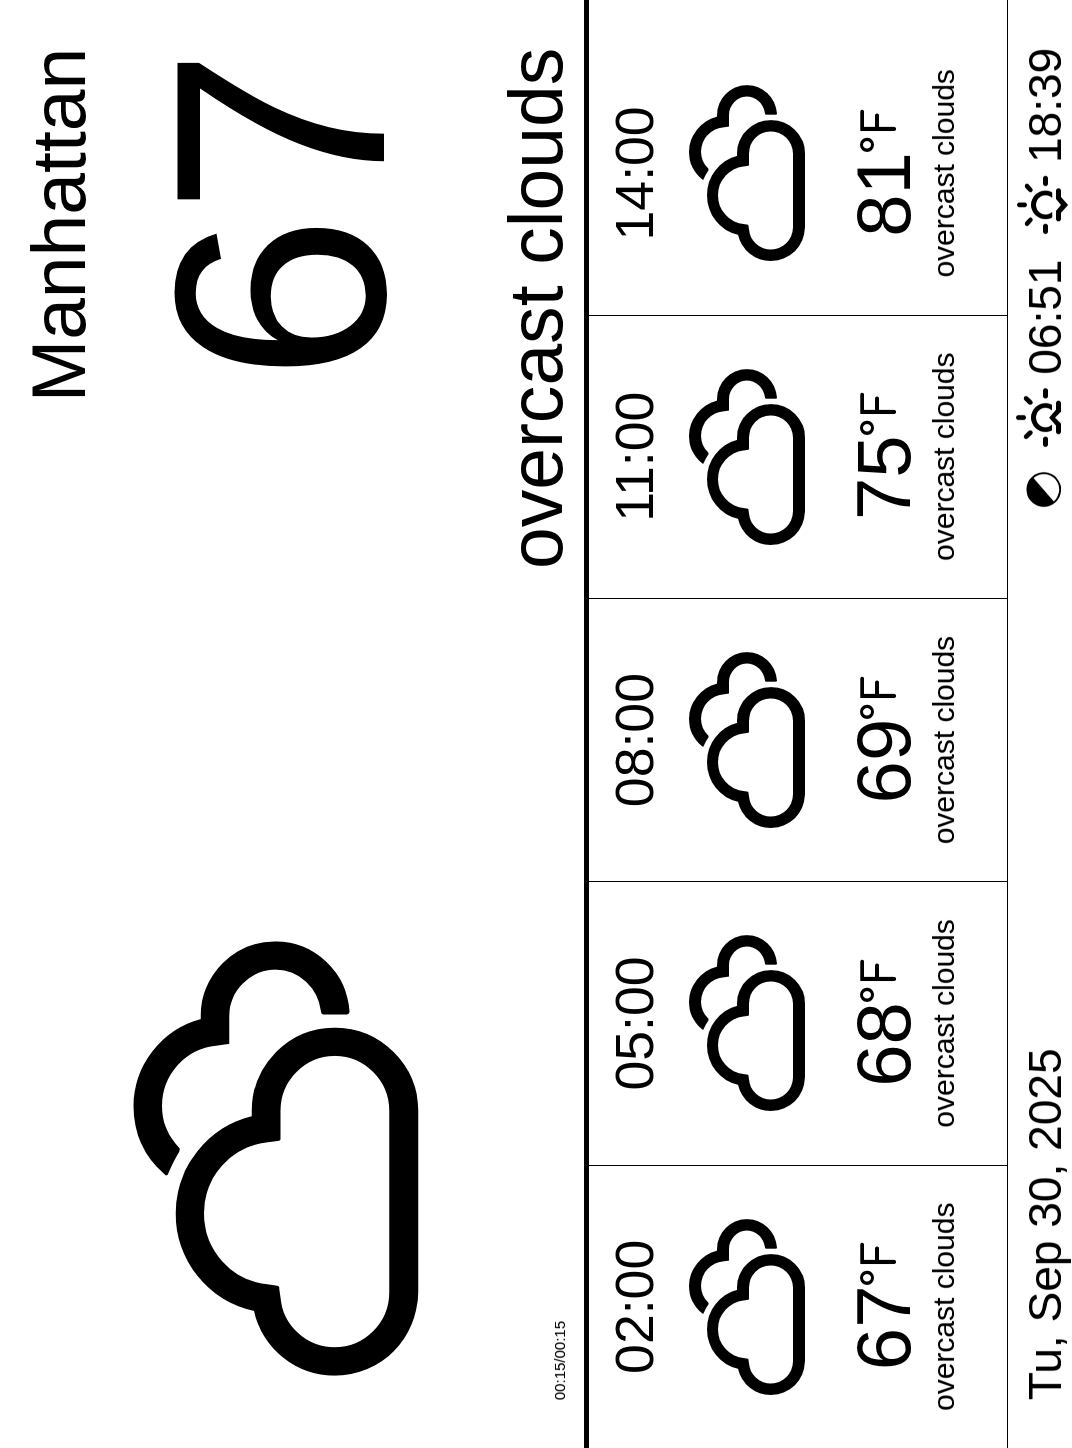 Manhattan
67
overcast clouds
00:15/00:15
02:00 05:00 08:00 11:00 14:00
67°F 68°F 69°F 75°F 81°F
overcast clouds overcast clouds overcast clouds overcast clouds overcast clouds
Tu, Sep 30, 2025 06:51 18:39